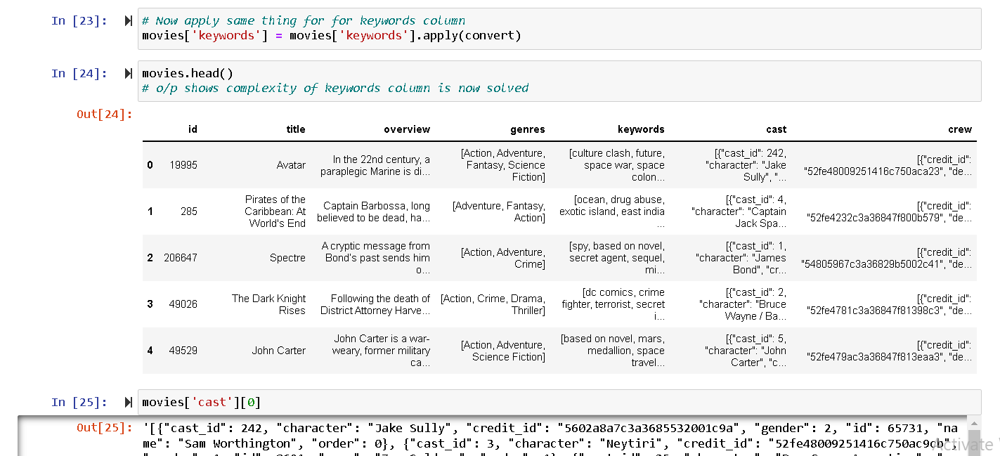 In [23]:
# Now apply same thing for for keywords column
movies['keywords'] = movies['keywords'].apply(convert)
In [24]:
movies.head()
# o/p shows complexity of keywords column is now solved
Out[24]:
id title overview genres keywords cast crew
0 19995 Avatar In the 22nd century, a paraplegic Marine is di... [Action, Adventure, Fantasy, Science Fiction] [culture clash, future, space war, space colon... [{"cast_id": 242, "character": "Jake Sully", "... [{"credit_id": "52fe48009251416c750aca23", "de...
1 285 Pirates of the Caribbean: At World's End Captain Barbossa, long believed to be dead, ha... [Adventure, Fantasy, Action] [ocean, drug abuse, exotic island, east india ... [{"cast_id": 4, "character": "Captain Jack Spa... [{"credit_id": "52fe4232c3a36847f800b579", "de...
2 206647 Spectre A cryptic message from Bond's past sends him o... [Action, Adventure, Crime] [spy, based on novel, secret agent, sequel, mi... [{"cast_id": 1, "character": "James Bond", "cr... [{"credit_id": "54805967c3a36829b5002c41", "de...
3 49026 The Dark Knight Rises Following the death of District Attorney Harve... [Action, Crime, Drama, Thriller] [dc comics, crime fighter, terrorist, secret i... [{"cast_id": 2, "character": "Bruce Wayne / Ba... [{"credit_id": "52fe4781c3a36847f81398c3", "de...
4 49529 John Carter John Carter is a war-weary, former military ca... [Action, Adventure, Science Fiction] [based on novel, mars, medallion, space travel... [{"cast_id": 5, "character": "John Carter", "c... [{"credit_id": "52fe479ac3a36847f813eaa3", "de...
In [25]:
movies['cast'][0]
Out[25]:
'[{"cast_id": 242, "character": "Jake Sully", "credit_id": "5602a8a7c3a3685532001c9a", "gender": 2, "id": 65731, "na
me": "Sam Worthington", "order": 0}, {"cast_id": 3, "character": "Neytiri", "credit_id": "52fe48009251416c750ac9cb",
Activate